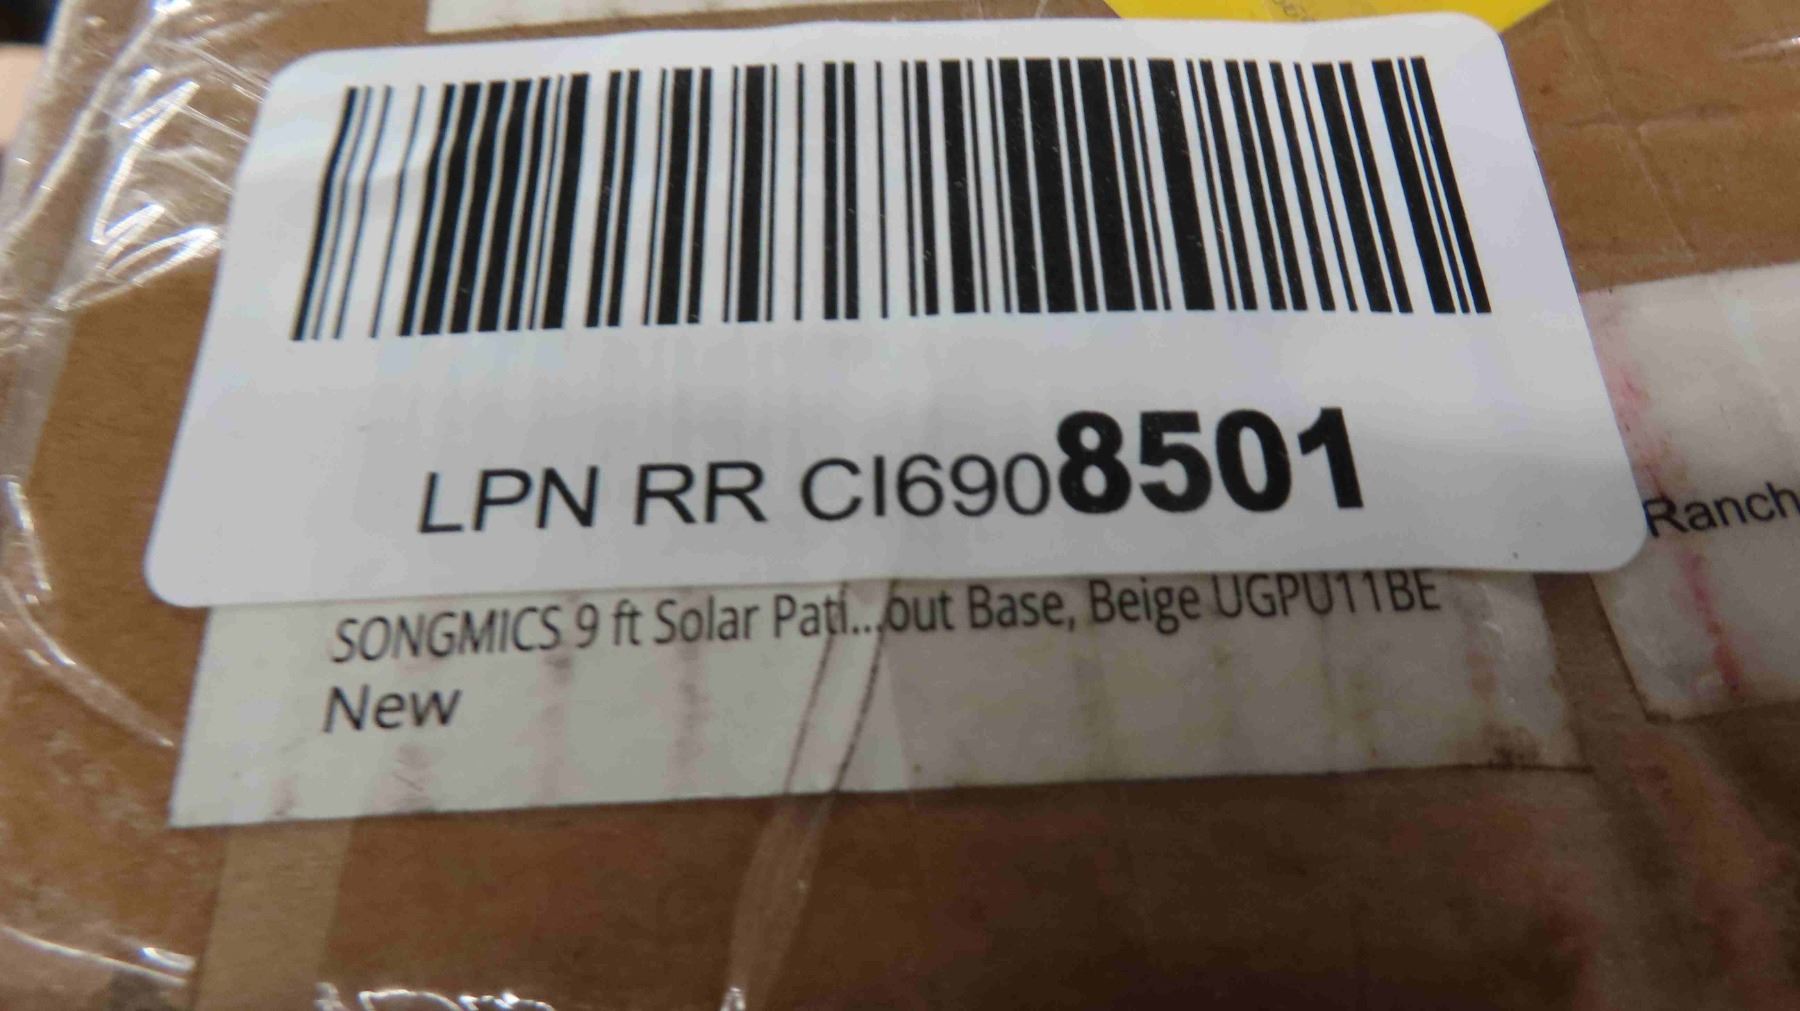 LPN RR CI6908501
SONGMICS 9 ft Solar Pati...out Base, Beige UGPU11BE
New
Ranch